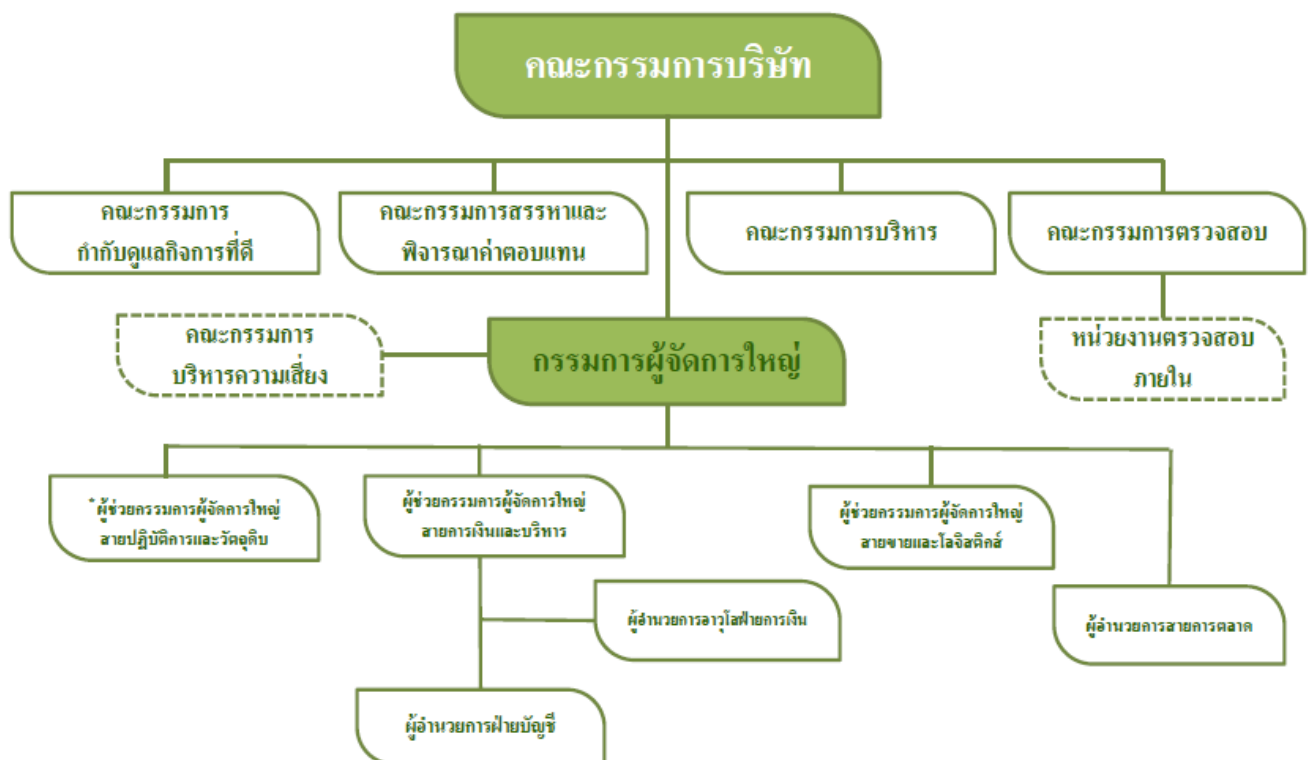 คณะกรรมการบริษัท
คณะกรรมการ
กำกับดูแลกิจการที่ดี
คณะกรรมการสรรหาและ
พิจารณาค่าตอบแทน
คณะกรรมการบริหาร
คณะกรรมการตรวจสอบ
คณะกรรมการ
บริหารความเสี่ยง
กรรมการผู้จัดการใหญ่
หน่วยงานตรวจสอบ
ภายใน
*ผู้ช่วยกรรมการผู้จัดการใหญ่
สายปฏิบัติการและวัตถุดิบ
ผู้ช่วยกรรมการผู้จัดการใหญ่
สายการเงินและบริหาร
ผู้ช่วยกรรมการผู้จัดการใหญ่
สายขายและโลจิสติกส์
ผู้อำนวยการอาวุโสฝ่ายการเงิน
ผู้อำนวยการสายการตลาด
ผู้อำนวยการฝ่ายบัญชี